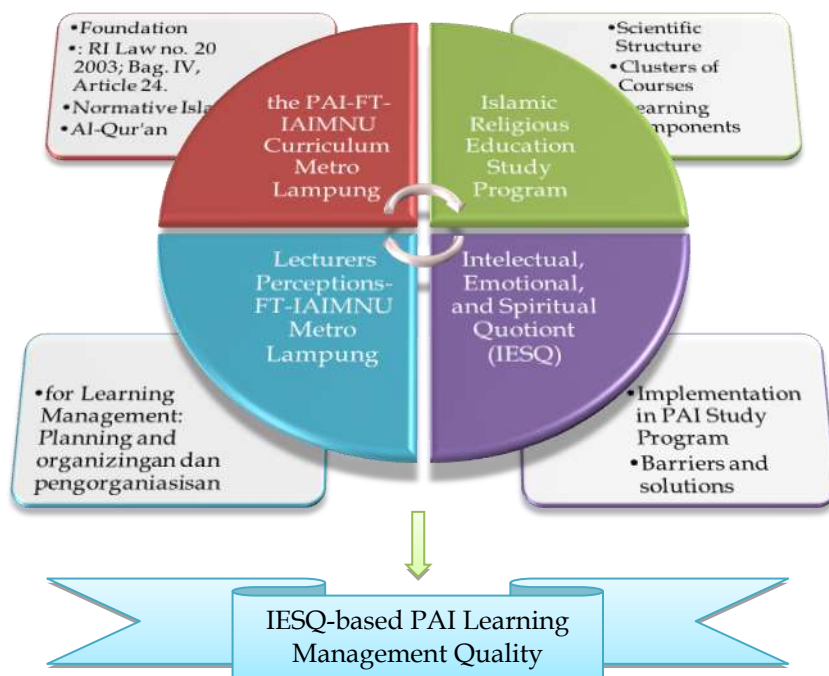 •Foundation
•: RI Law no. 20
2003; Bag. IV,
Article 24.
•Normative
•Al-Qur'an
the PAI-FT-
IAIMNU
Curriculum
Metro
Lampung
Islamic
Religious
Education
Study
Program
•Scientific
Structure
•Clusters of
Courses
Lecturers
Perceptions-
FT-IAIMNU
Metro
Lampung
Intelectual,
Emotional,
and Spiritual
Quotiont
(IESQ)
•for Learning
Management:
Planning and
organizingan dan
pengorganiasisan
•Implementation
in PAI Study
Program
•Barriers and
solutions
IESQ-based PAI Learning
Management Quality